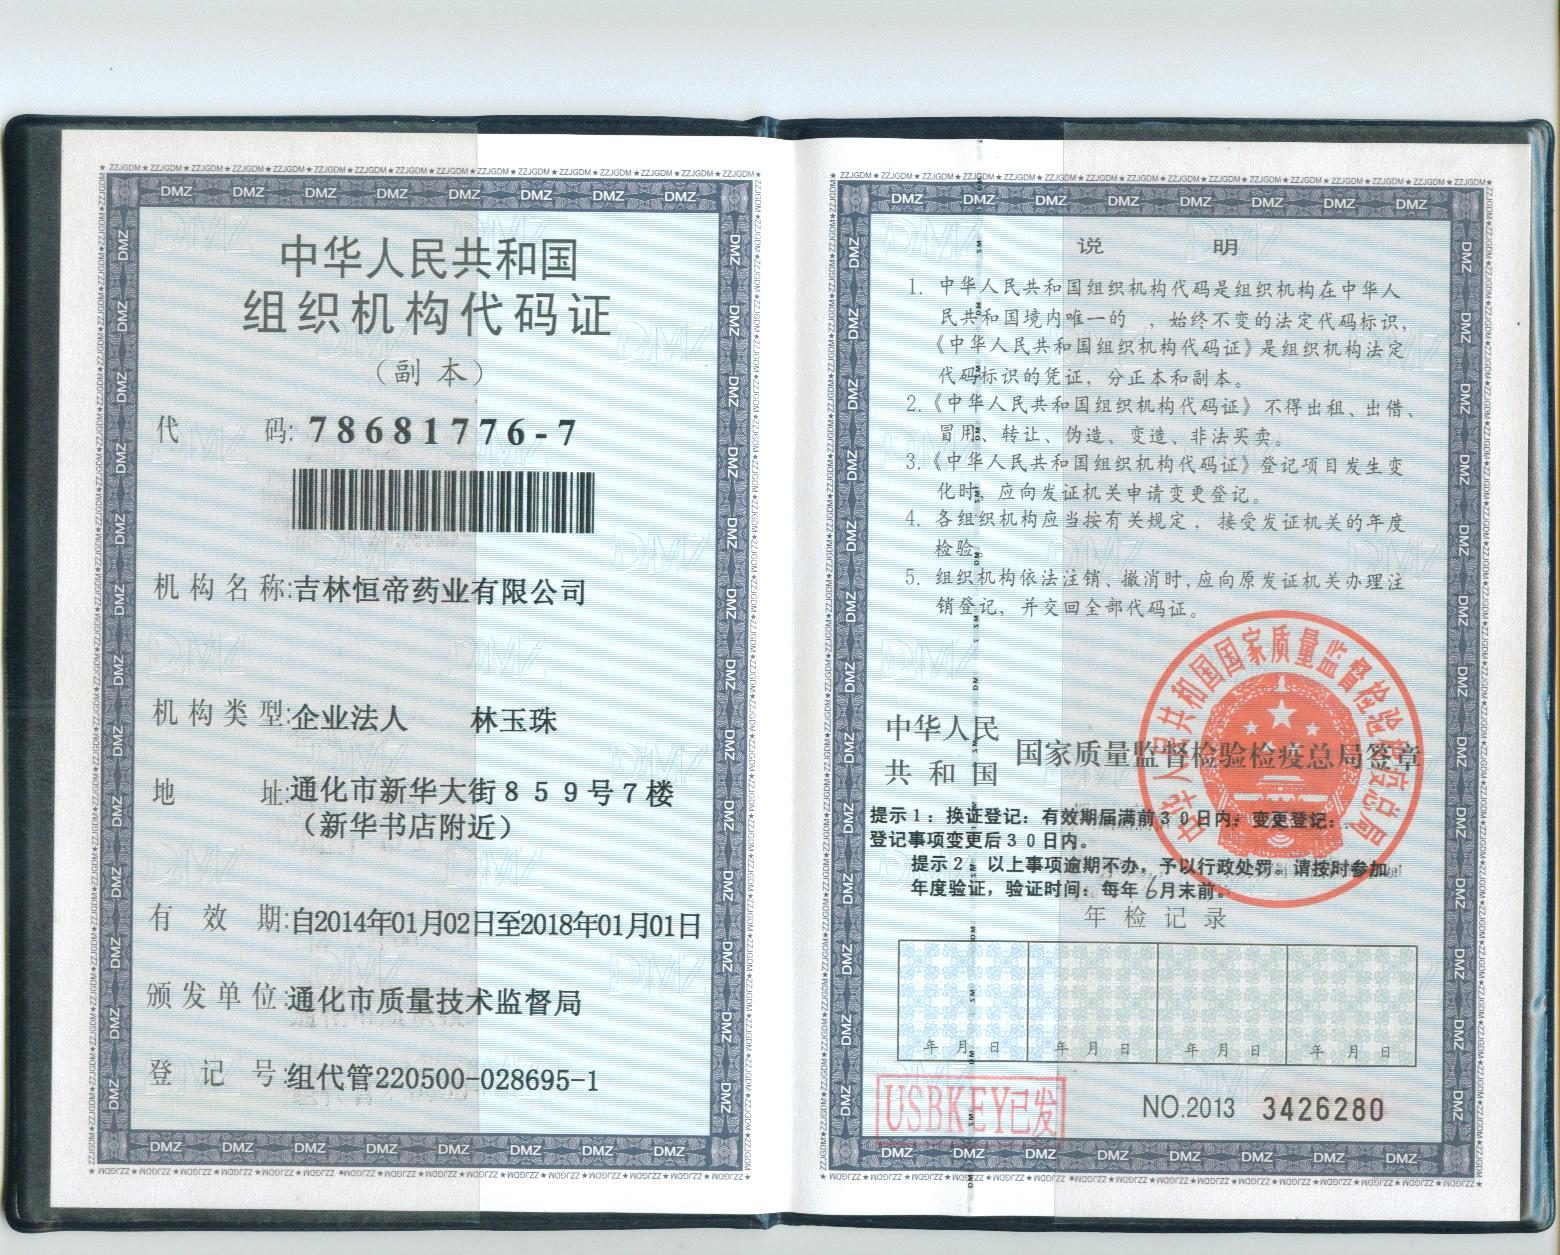 中华人民共和国
组织机构代码证
（副本）
代 码: 78681776-7
机构名称:吉林恒帝药业有限公司
机构类型:企业法人 林玉珠
地 址:通化市新华大街８５９号７楼
（新华书店附近）
有 效 期:自2014年01月02日至2018年01月01日
颁发单位:通化市质量技术监督局
登 记 号:组代管220500-028695-1
说 明
1. 中华人民共和国组织机构代码是组织机构在中华人
民共和国境内唯一的 ，始终不变的法定代码标识，
《中华人民共和国组织机构代码证》是组织机构法定
代码标识的凭证，分正本和副本。
2.《中华人民共和国组织机构代码证》不得出租、出借、
冒用、转让、伪造、变造、非法买卖。
3.《中华人民共和国组织机构代码证》登记项目发生变
化时，应向发证机关申请变更登记。
4. 各组织机构应当按有关规定，接受发证机关的年度
检验。
5. 组织机构依法注销、撤消时，应向原发证机关办理注
销登记，并交回全部代码证。
中华人民
共和国
国家质量监督检验检疫总局签章
中华人民共和国国家质量监督检验检疫总局
提示１：换证登记：有效期届满前３０日内；变更登记：
登记事项变更后３０日内。
提示２：以上事项逾期不办，予以行政处罚。请按时参加
年度验证，验证时间：每年6月末前。
年检记录
年 月 日 年 月 日 年 月 日 年 月 日
USBKEY已发
NO.2013 3426280